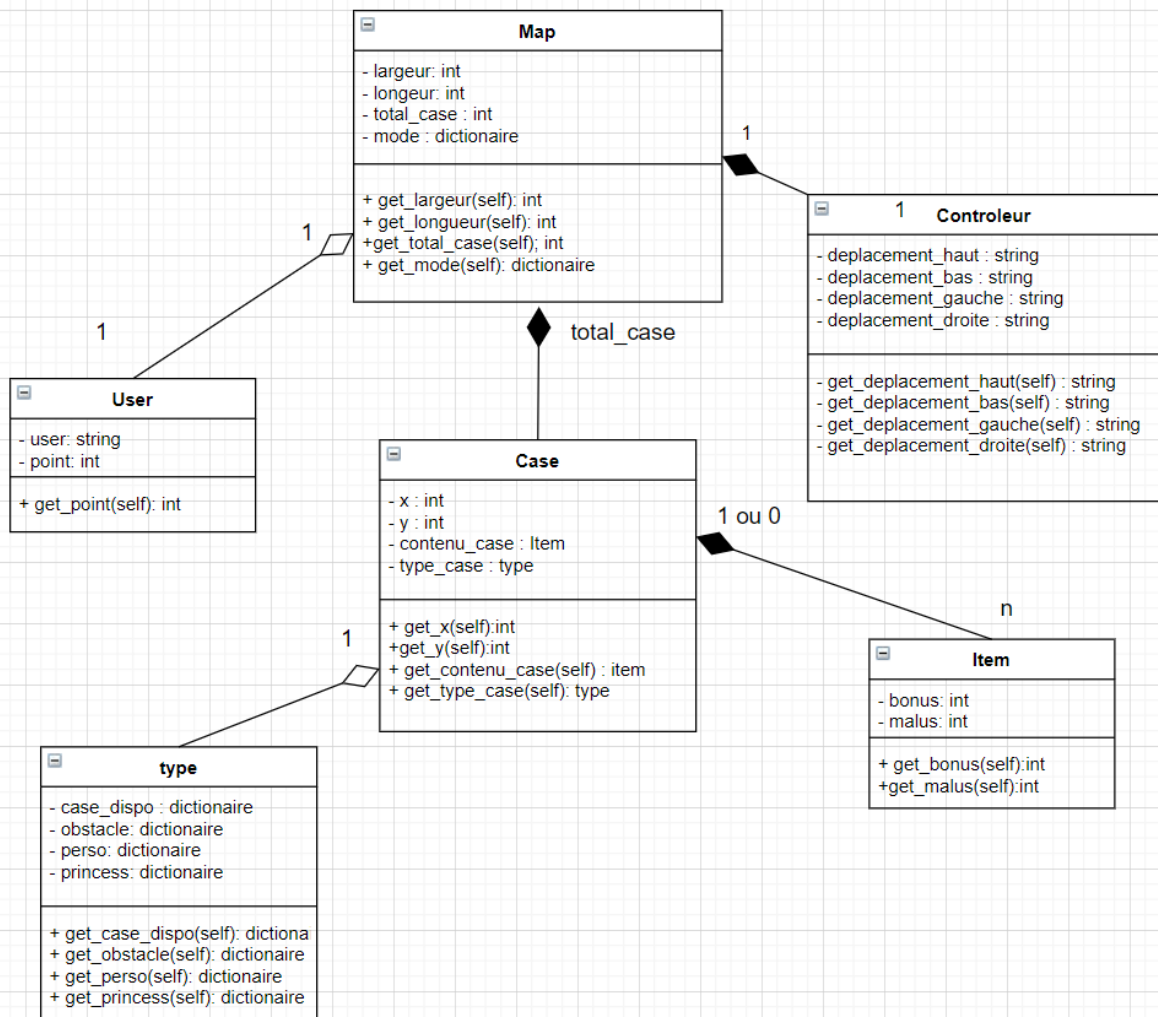 Map
- largeur: int
- longeur: int
- total_case : int
- mode : dictionaire
+ get_largeur(self): int
+ get_longueur(self): int
+get_total_case(self); int
+ get_mode(self): dictionaire
1
1 Controleur
- deplacement_haut : string
- deplacement_bas : string
- deplacement_gauche : string
- deplacement_droite : string
- get_deplacement_haut(self) : string
- get_deplacement_bas(self) : string
- get_deplacement_gauche(self) : string
- get_deplacement_droite(self) : string
1
1
User
- user: string
- point: int
+ get_point(self): int
total_case
Case
- x : int
- y : int
- contenu_case : Item
- type_case : type
+ get_x(self):int
+get_y(self):int
+ get_contenu_case(self) : item
+ get_type_case(self): type
1 ou 0
n
Item
- bonus: int
- malus: int
+ get_bonus(self):int
+get_malus(self):int
1
type
- case_dispo : dictionaire
- obstacle: dictionaire
- perso: dictionaire
- princess: dictionaire
+ get_case_dispo(self): dictiona
+ get_obstacle(self): dictionaire
+ get_perso(self): dictionaire
+ get_princess(self): dictionaire